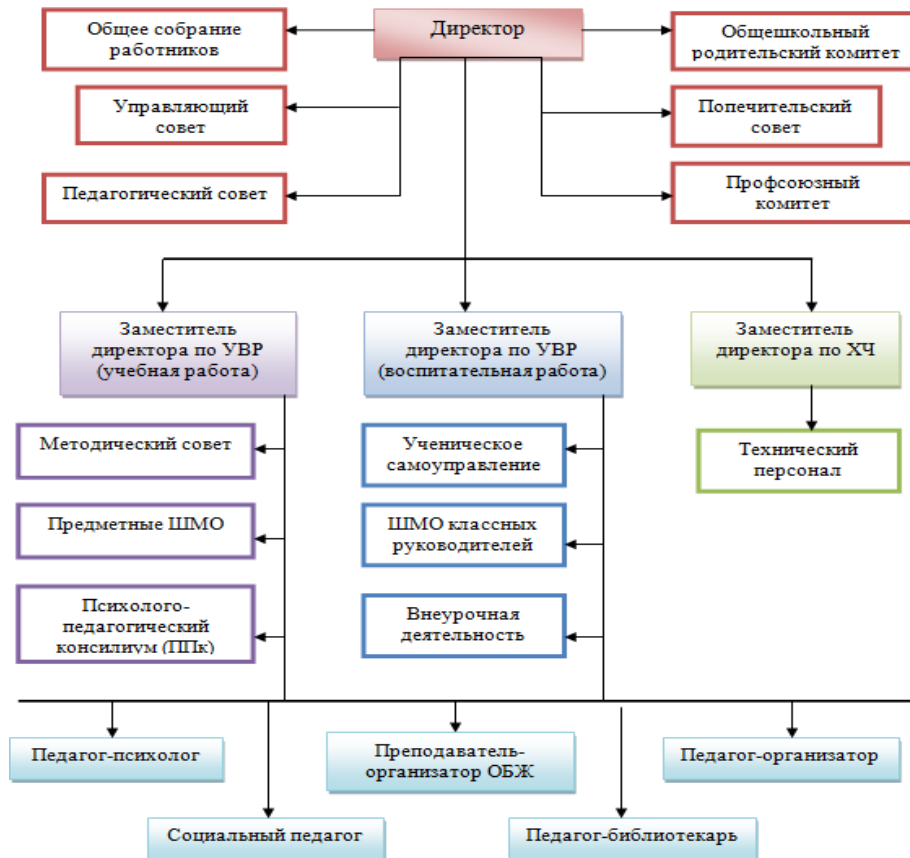 Общее собрание
работников
Директор
Общешкольный
родительский комитет
Управляющий
совет
Попечительский
совет
Педагогический совет
Профсоюзный
комитет
Заместитель
директора по УВР
(учебная работа)
Заместитель
директора по УВР
(воспитательная работа)
Заместитель
директора по ХЧ
Методический совет
Ученическое
самоуправление
Технический
персонал
Предметные ШМО
ШМО классных
руководителей
Психолого-
педагогический
консилиум (ППк)
Внеурочная
деятельность
Педагог-психолог
Преподаватель-
организатор ОБЖ
Педагог-организатор
Социальный педагог
Педагог-библиотекарь